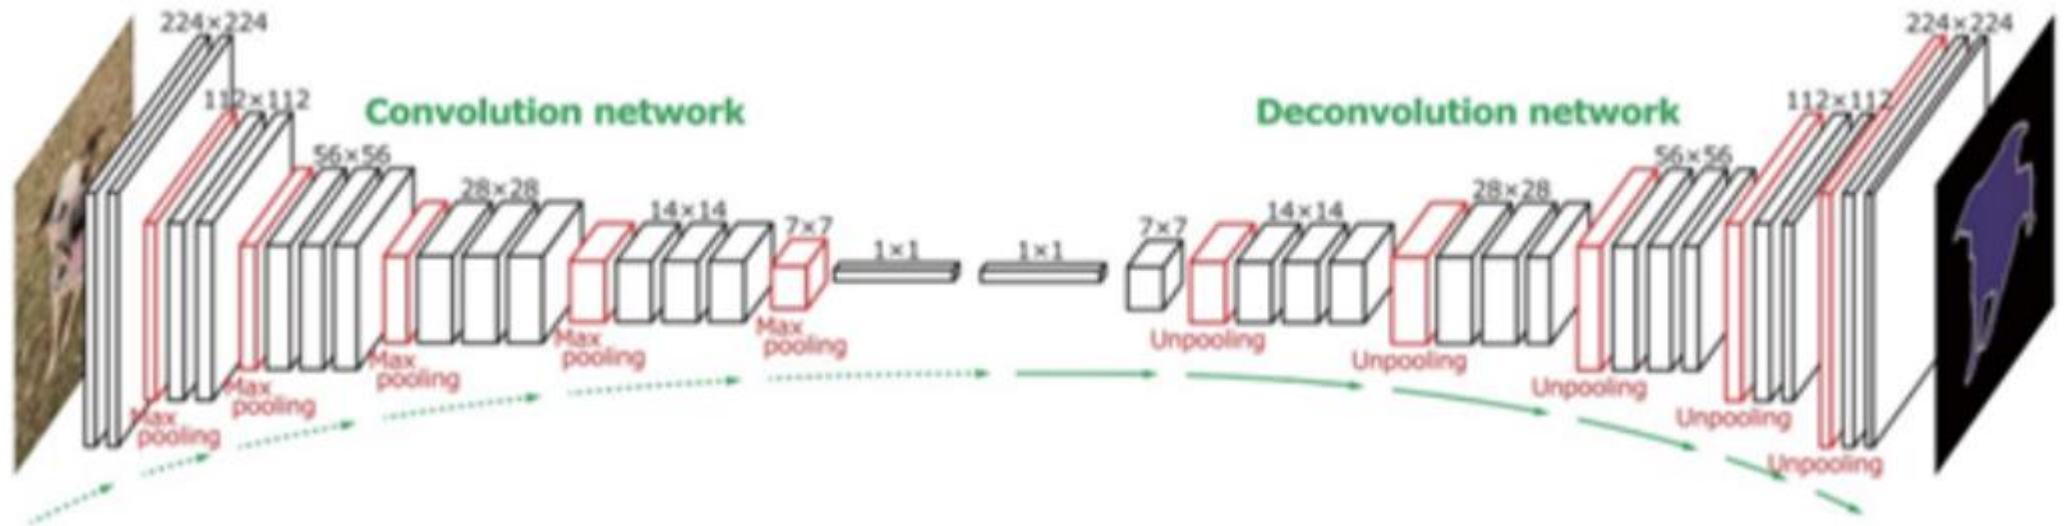 224×224
112×112
Convolution network
56×56
28×28
14×14
7×7
1×1
1×1
Max
pooling
Max
pooling
Max
pooling
Max
pooling
Max
pooling
224×224
112×112
Deconvolution network
56×56
28×28
14×14
7×7
Unpooling
Unpooling
Unpooling
Unpooling
Unpooling